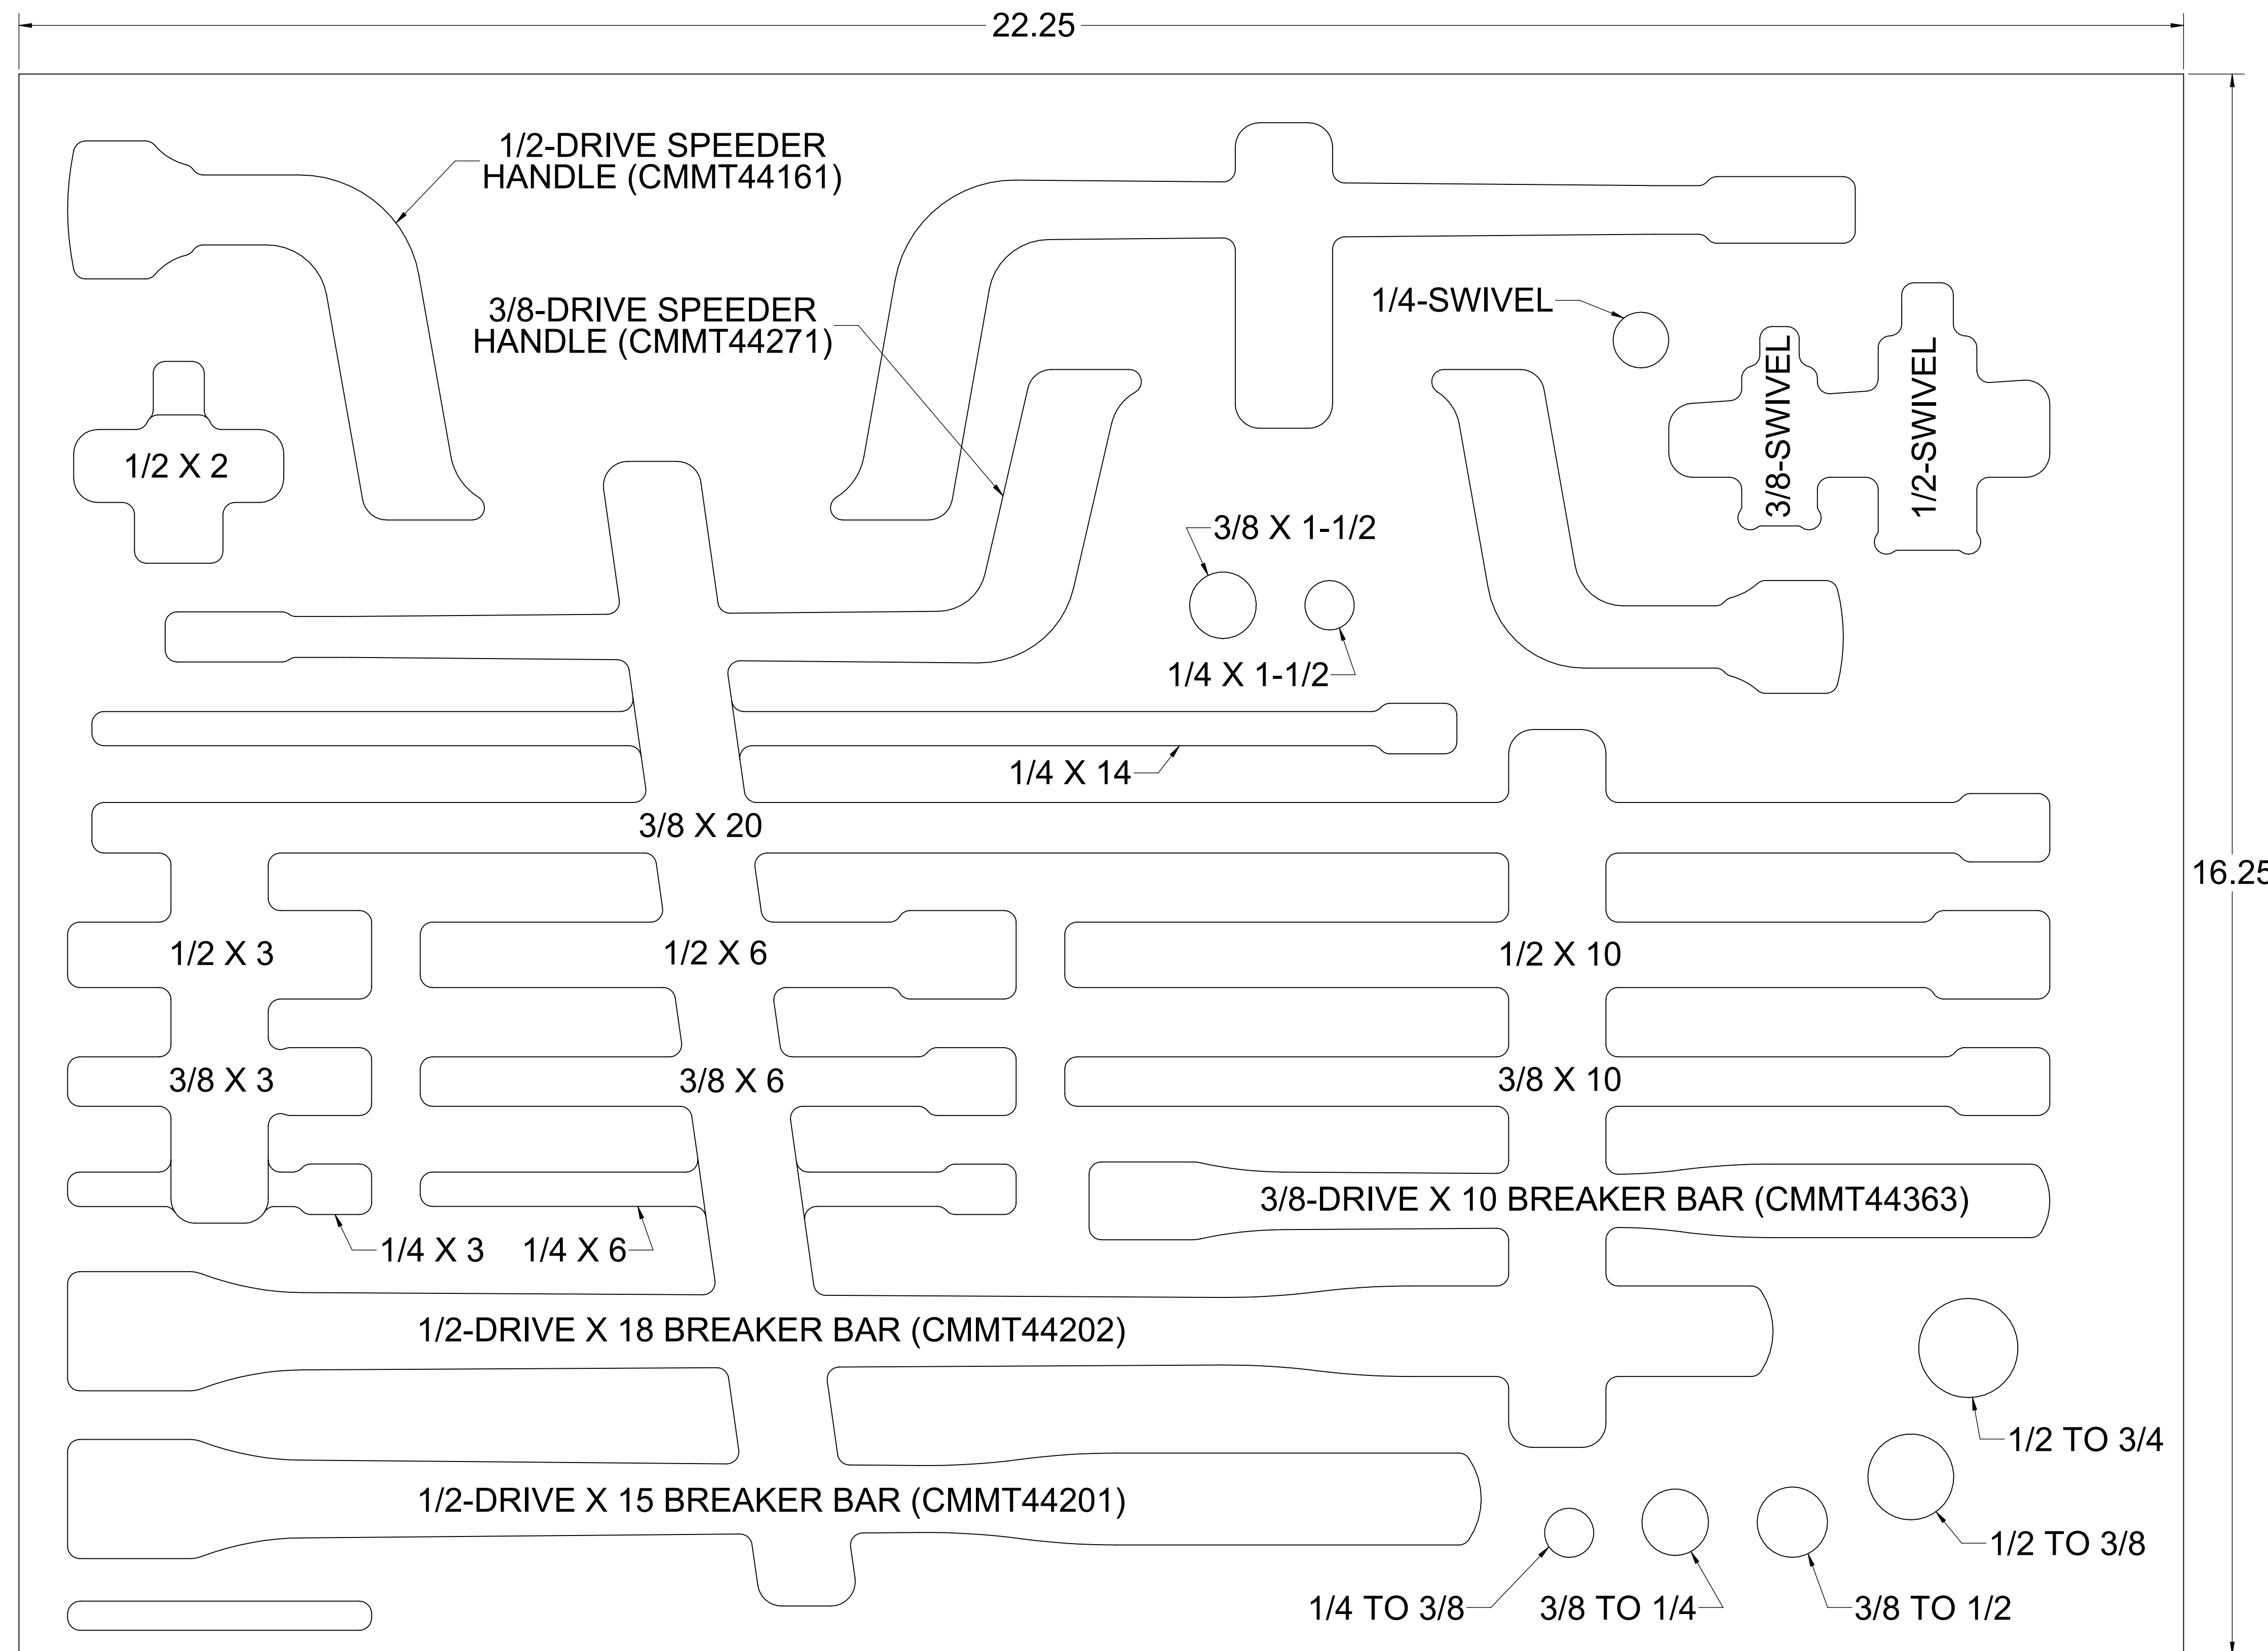 22.25
1/2-DRIVE SPEEDER
HANDLE (CMMT44161)
3/8-DRIVE SPEEDER
HANDLE (CMMT44271)
1/4-SWIVEL
3/8-SWIVEL
1/2-SWIVEL
1/2 X 2
3/8 X 1-1/2
1/4 X 1-1/2
1/4 X 14
3/8 X 20
16.25
1/2 X 3
1/2 X 6
1/2 X 10
3/8 X 3
3/8 X 6
3/8 X 10
3/8-DRIVE X 10 BREAKER BAR (CMMT44363)
1/4 X 3
1/4 X 6
1/2-DRIVE X 18 BREAKER BAR (CMMT44202)
1/2 TO 3/4
1/2-DRIVE X 15 BREAKER BAR (CMMT44201)
1/2 TO 3/8
1/4 TO 3/8
3/8 TO 1/4
3/8 TO 1/2